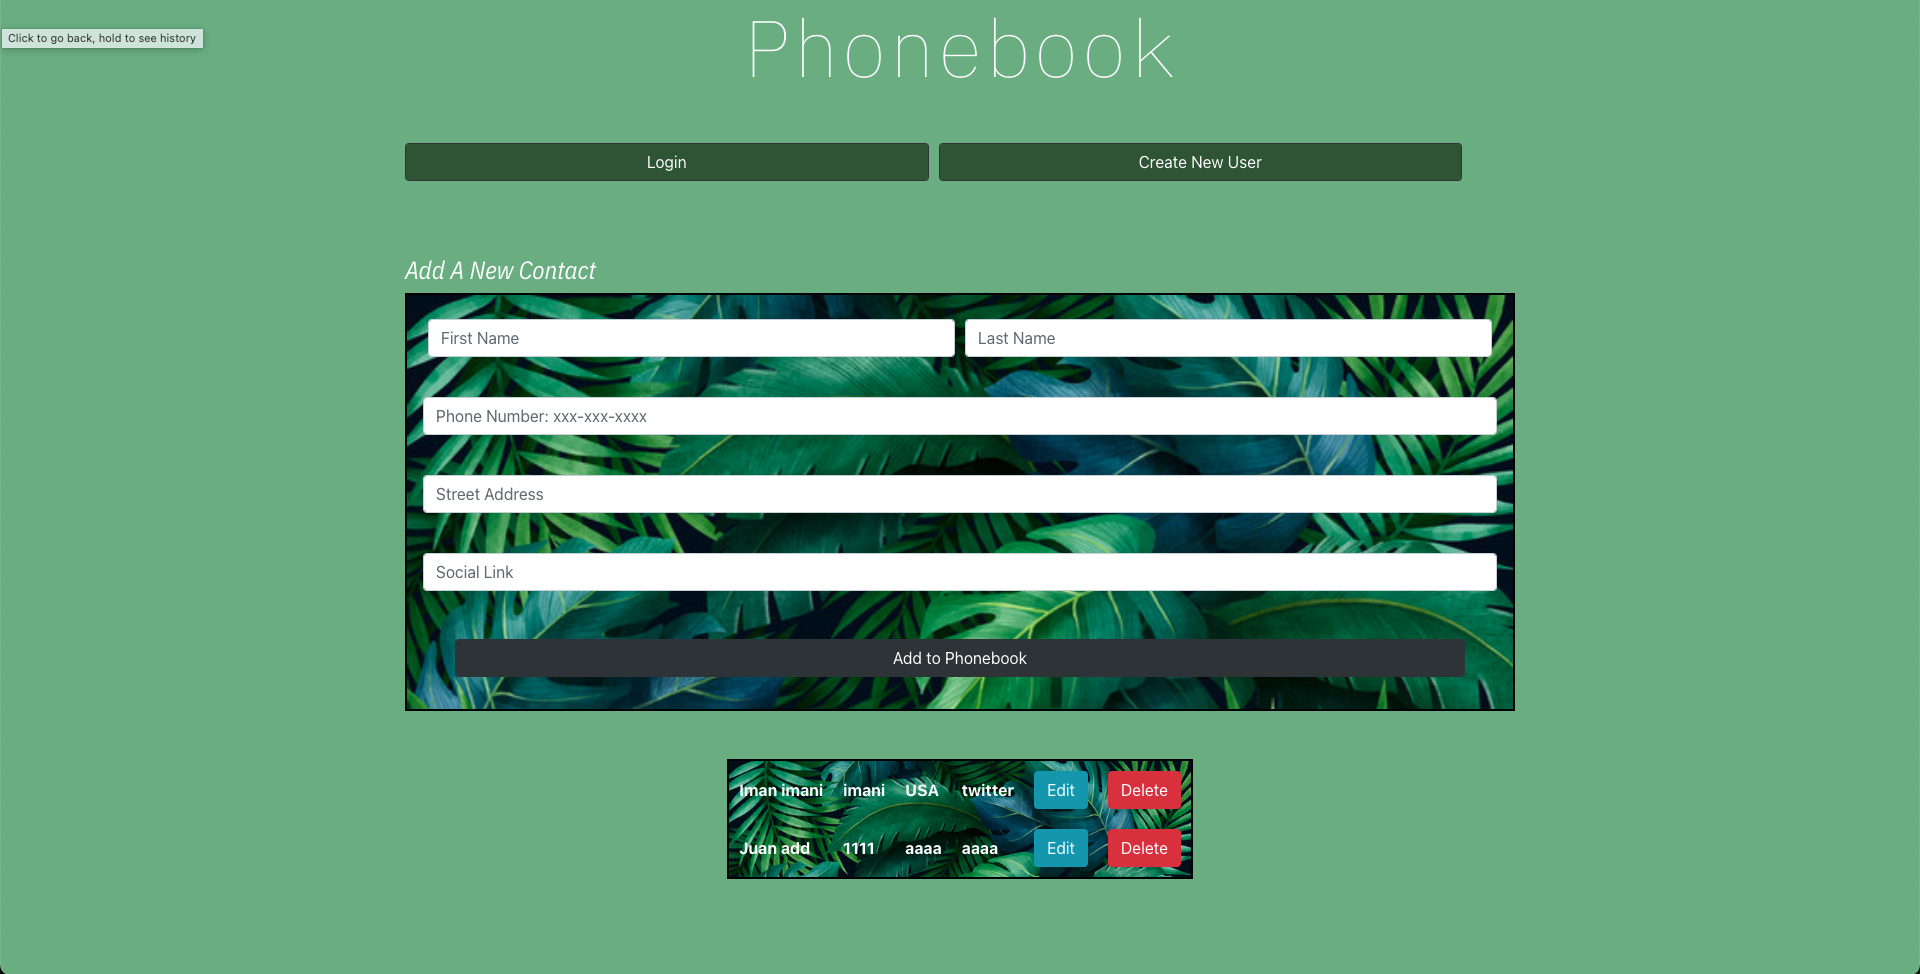 Phonebook
Click to go back, hold to see history
Login Create New User
Add A New Contact
First Name Last Name
Phone Number: xxx-xxx-xxxx
Street Address
Social Link
Add to Phonebook
Iman imani imani USA twitter Edit Delete
Juan add 1111 aaaa aaaa Edit Delete